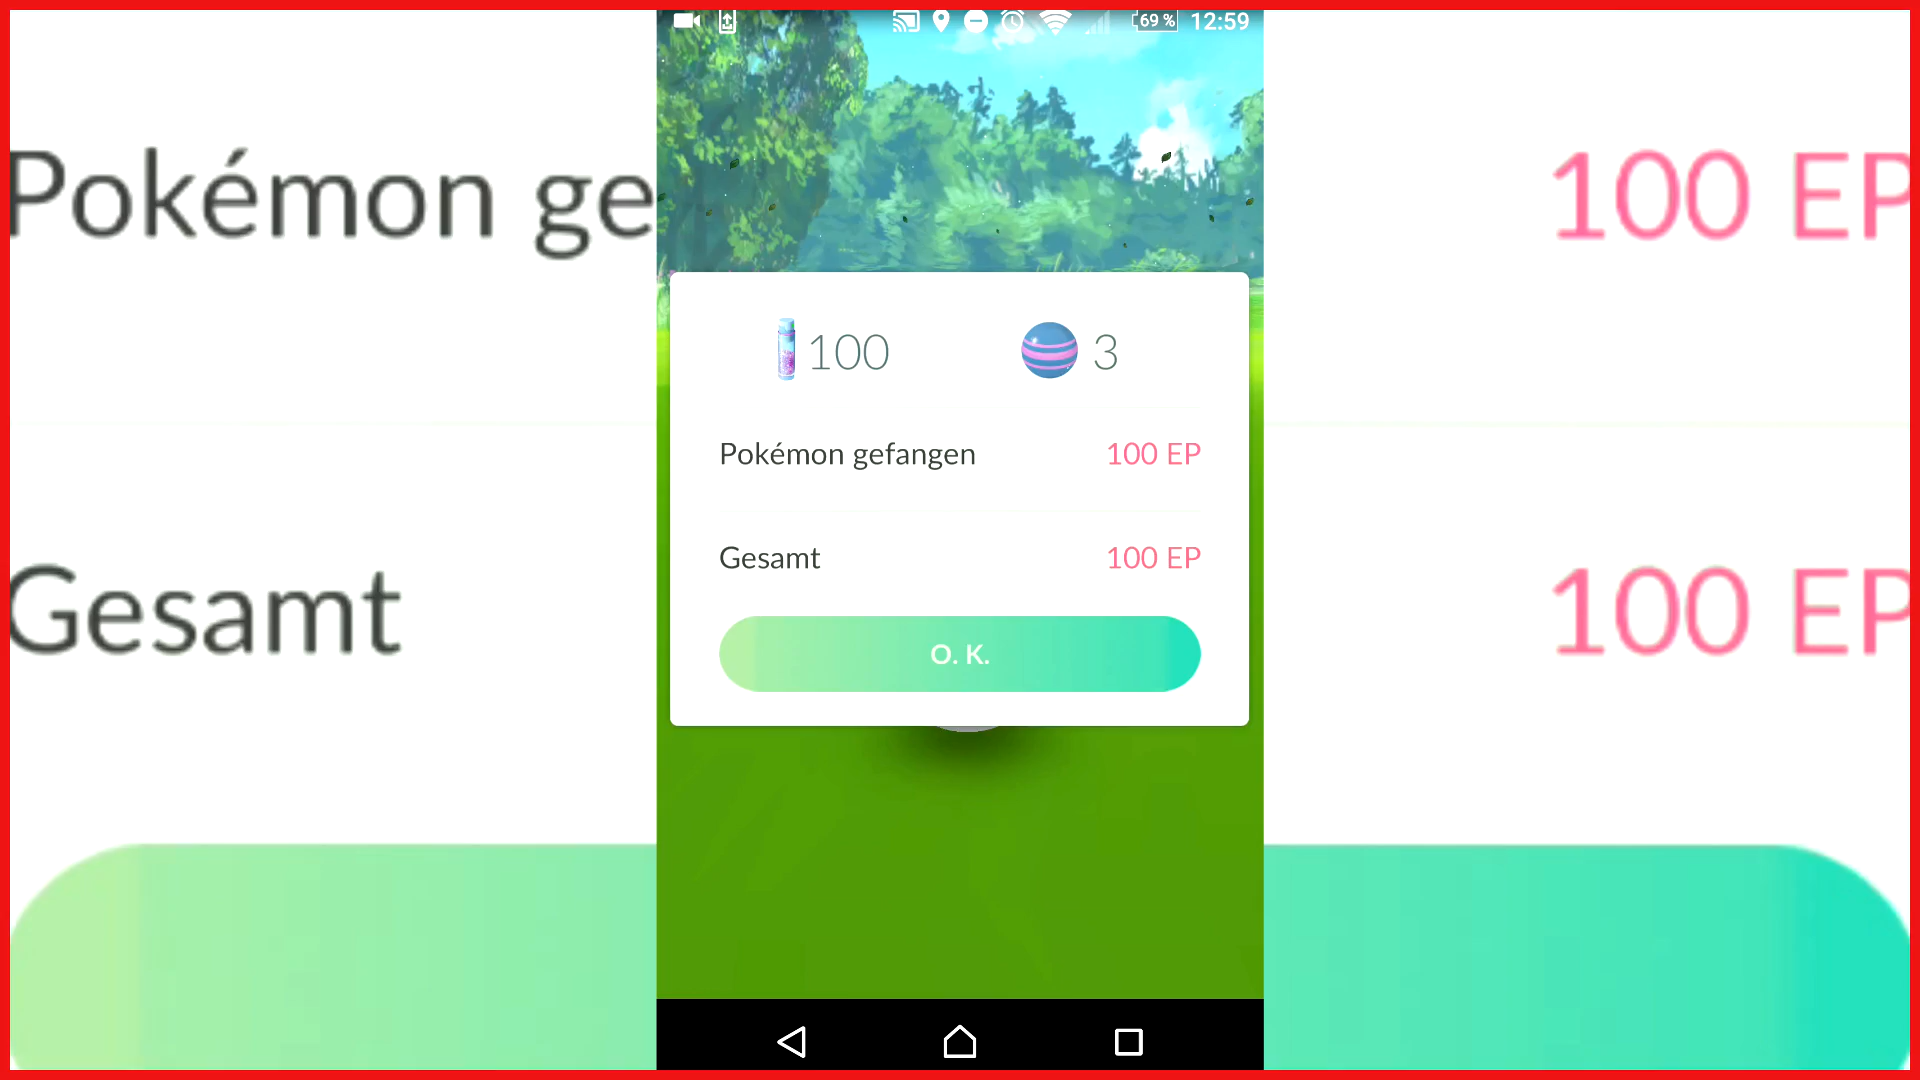 69 % 12:59
Pokémon ge
100 EP
Gesamt
100 EP
100
3
Pokémon gefangen 100 EP
Gesamt 100 EP
O. K.